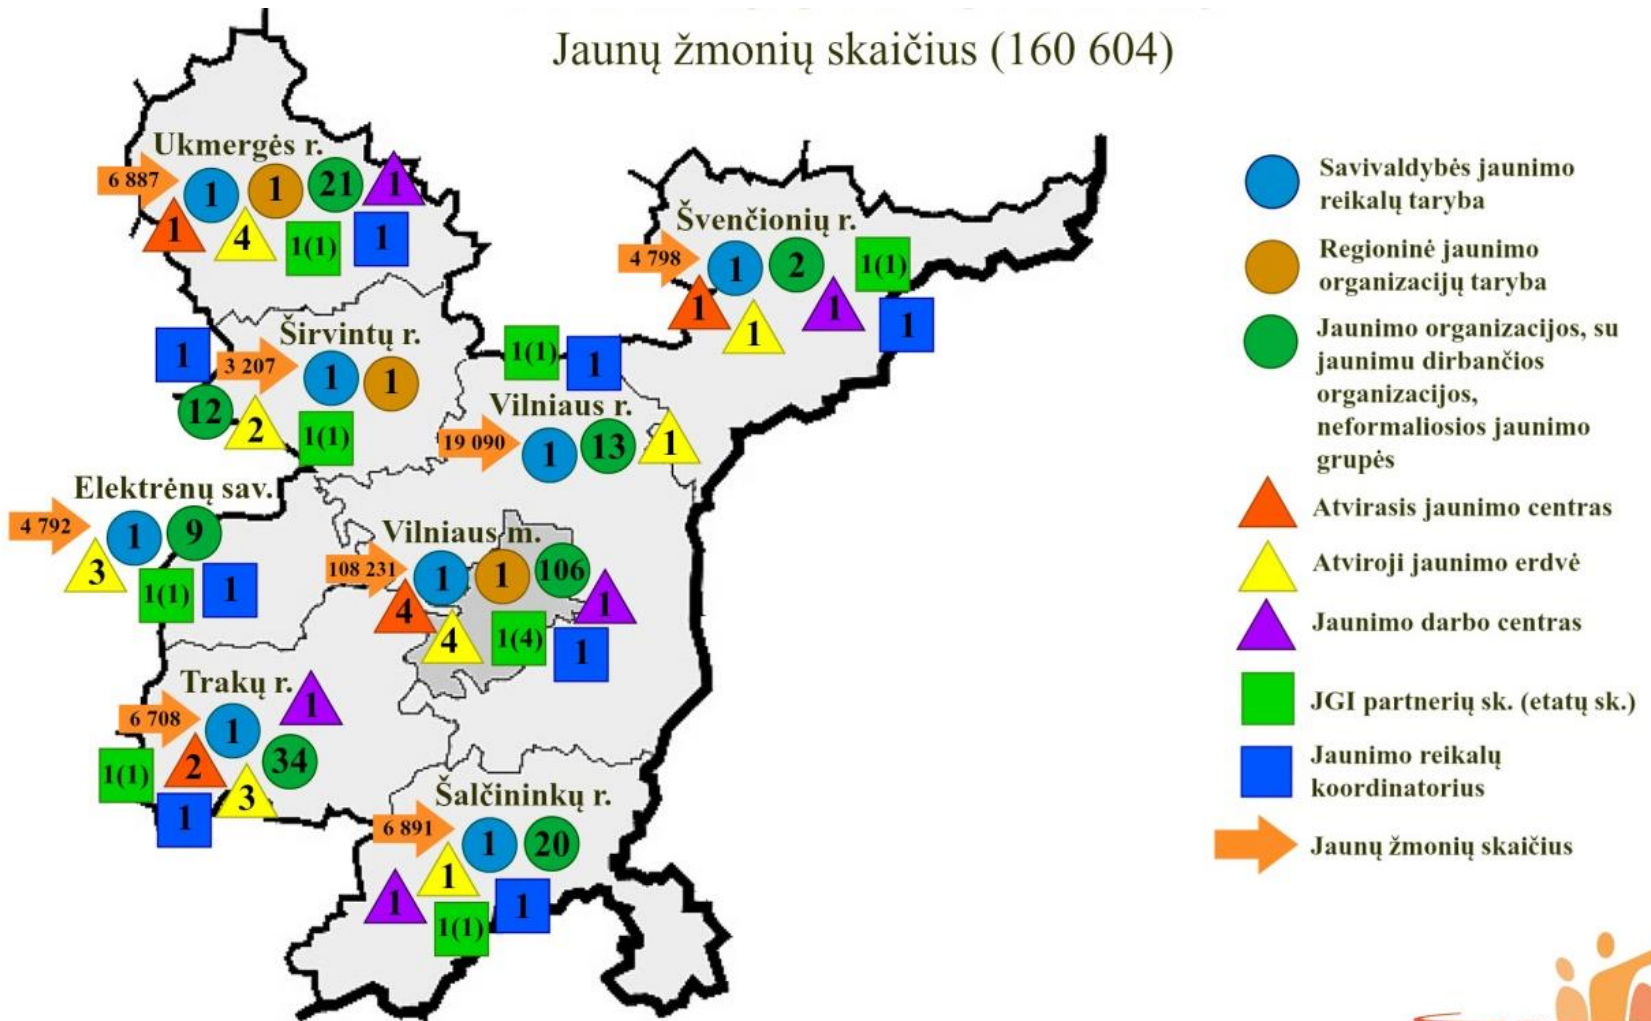 Jaunų žmonių skaičius (160 604)
Ukmergės r.
6 887
1
1
21
1
1
4
1(1)
1
Švenčionių r.
4 798
1
2
1(1)
1
1
1
1
Širvintų r.
1
3 207
1
1
12
2
1(1)
1(1)
1
Vilniaus r.
19 090
1
13
1
Elektrėnų sav.
4 792
1
9
3
1(1)
1
Vilniaus m.
108 231
1
1
106
4
4
1(4)
1
1
Trakų r.
1
6 708
1
1(1)
2
34
1
3
Šalčininkų r.
6 891
1
20
1
1
1(1)
1
Savivaldybės jaunimo
reikalų taryba
Regioninė jaunimo
organizacijų taryba
Jaunimo organizacijos, su
jaunimu dirbančios
organizacijos,
neformaliosios jaunimo
grupės
Atvirasis jaunimo centras
Atviroji jaunimo erdvė
Jaunimo darbo centras
JGI partnerių sk. (etatų sk.)
Jaunimo reikalų
koordinatorius
Jaunų žmonių skaičius